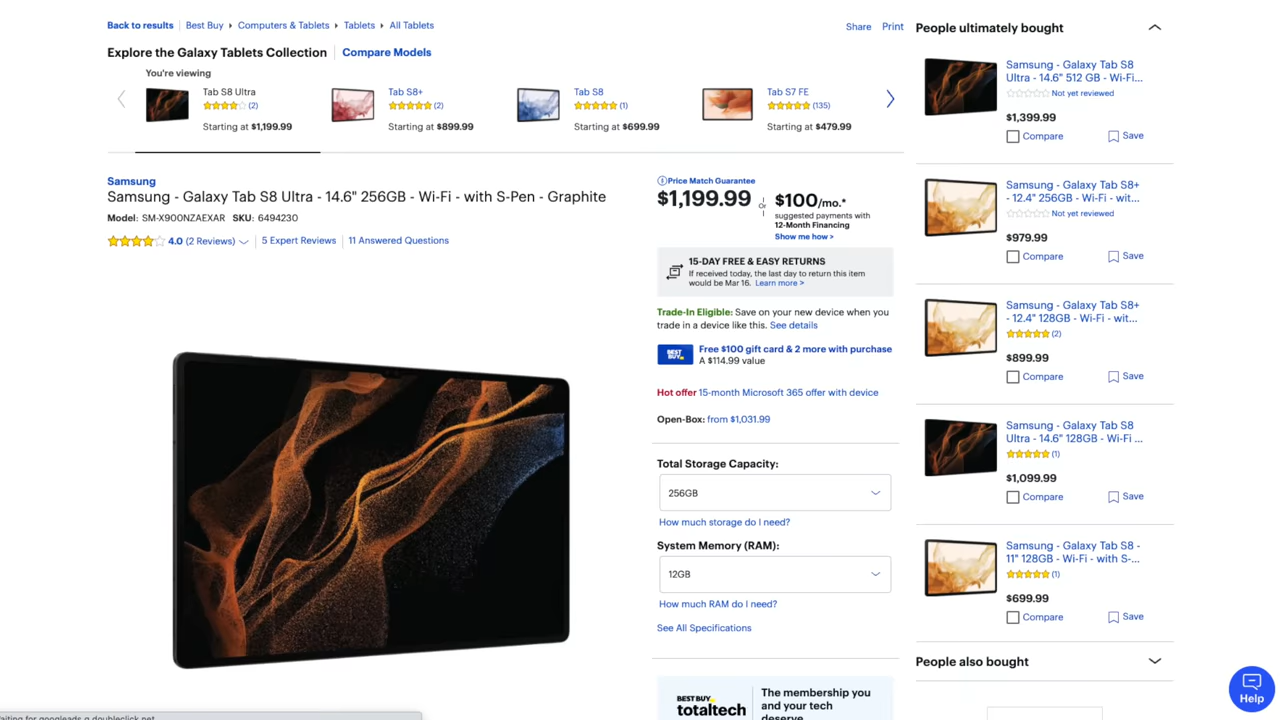 Back to results Best Buy Computers & Tablets Tablets All Tablets
Share Print
Explore the Galaxy Tablets Collection Compare Models
You're viewing
Tab S8 Ultra
(2)
Starting at $1,199.99
Tab S8+
(2)
Starting at $899.99
Tab S8
(1)
Starting at $699.99
Tab S7 FE
(135)
Starting at $479.99
Samsung
Samsung - Galaxy Tab S8 Ultra - 14.6" 256GB - Wi-Fi - with S-Pen - Graphite
Model: SM-X900NZAEXAR SKU: 6494230
4.0 (2 Reviews) 5 Expert Reviews 11 Answered Questions
Price Match Guarantee
$1,199.99
Or
$100/mo.*
suggested payments with
12-Month Financing
Show me how >
15-DAY FREE & EASY RETURNS
If received today, the last day to return this item
would be Mar 16. Learn more >
Trade-In Eligible: Save on your new device when you
trade in a device like this. See details
BEST BUY
Free $100 gift card & 2 more with purchase
A $114.99 value
Hot offer 15-month Microsoft 365 offer with device
Open-Box: from $1,031.99
Total Storage Capacity:
256GB
How much storage do I need?
System Memory (RAM):
12GB
How much RAM do I need?
See All Specifications
BEST BUY
totaltech
The membership you
and your tech
deserve
People ultimately bought
Samsung - Galaxy Tab S8
Ultra - 14.6" 512 GB - Wi-Fi...
Not yet reviewed
$1,399.99
Compare Save
Samsung - Galaxy Tab S8+
- 12.4" 256GB - Wi-Fi - wit...
Not yet reviewed
$979.99
Compare Save
Samsung - Galaxy Tab S8+
- 12.4" 128GB - Wi-Fi - wit...
(2)
$899.99
Compare Save
Samsung - Galaxy Tab S8
Ultra - 14.6" 128GB - Wi-Fi ...
(1)
$1,099.99
Compare Save
Samsung - Galaxy Tab S8 -
11" 128GB - Wi-Fi - with S-...
(1)
$699.99
Compare Save
People also bought
Help
aiting for googleads.g.doubleclick.net